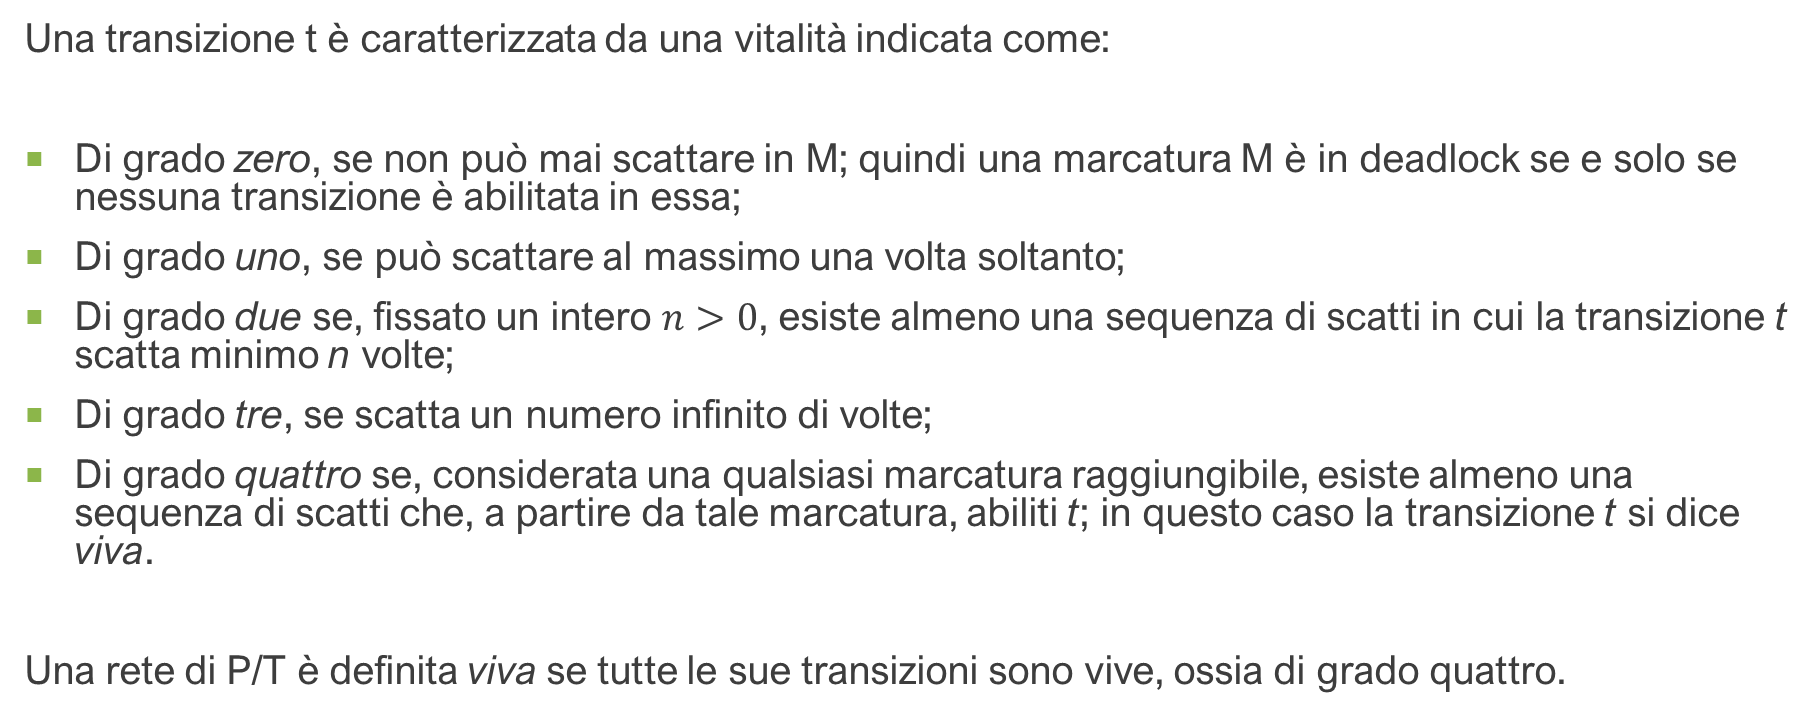 Una transizione t è caratterizzata da una vitalità indicata come:
▪ Di grado zero, se non può mai scattare in M; quindi una marcatura M è in deadlock se e solo se
nessuna transizione è abilitata in essa;
▪ Di grado uno, se può scattare al massimo una volta soltanto;
▪ Di grado due se, fissato un intero n > 0, esiste almeno una sequenza di scatti in cui la transizione t
scatta minimo n volte;
▪ Di grado tre, se scatta un numero infinito di volte;
▪ Di grado quattro se, considerata una qualsiasi marcatura raggiungibile, esiste almeno una
sequenza di scatti che, a partire da tale marcatura, abiliti t; in questo caso la transizione t si dice
viva.
Una rete di P/T è definita viva se tutte le sue transizioni sono vive, ossia di grado quattro.